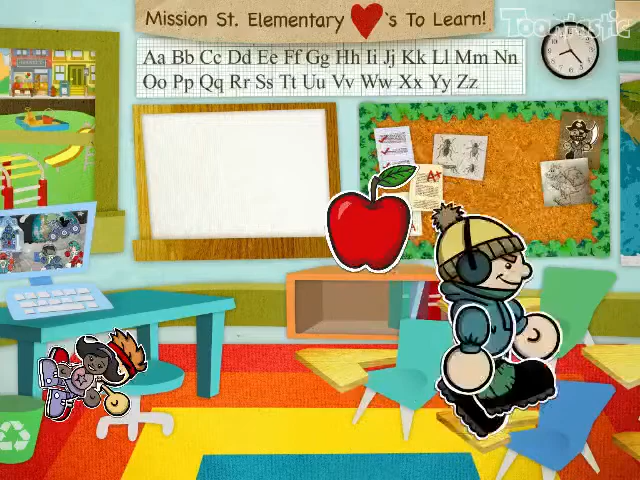 Mission St. Elementary 's To Learn!
Toontastic
Aa Bb Cc Dd Ee Ff Gg Hh Ii Jj Kk Ll Mm Nn
Oo Pp Qq Rr Ss Tt Uu Vv Ww Xx Yy Zz
A+